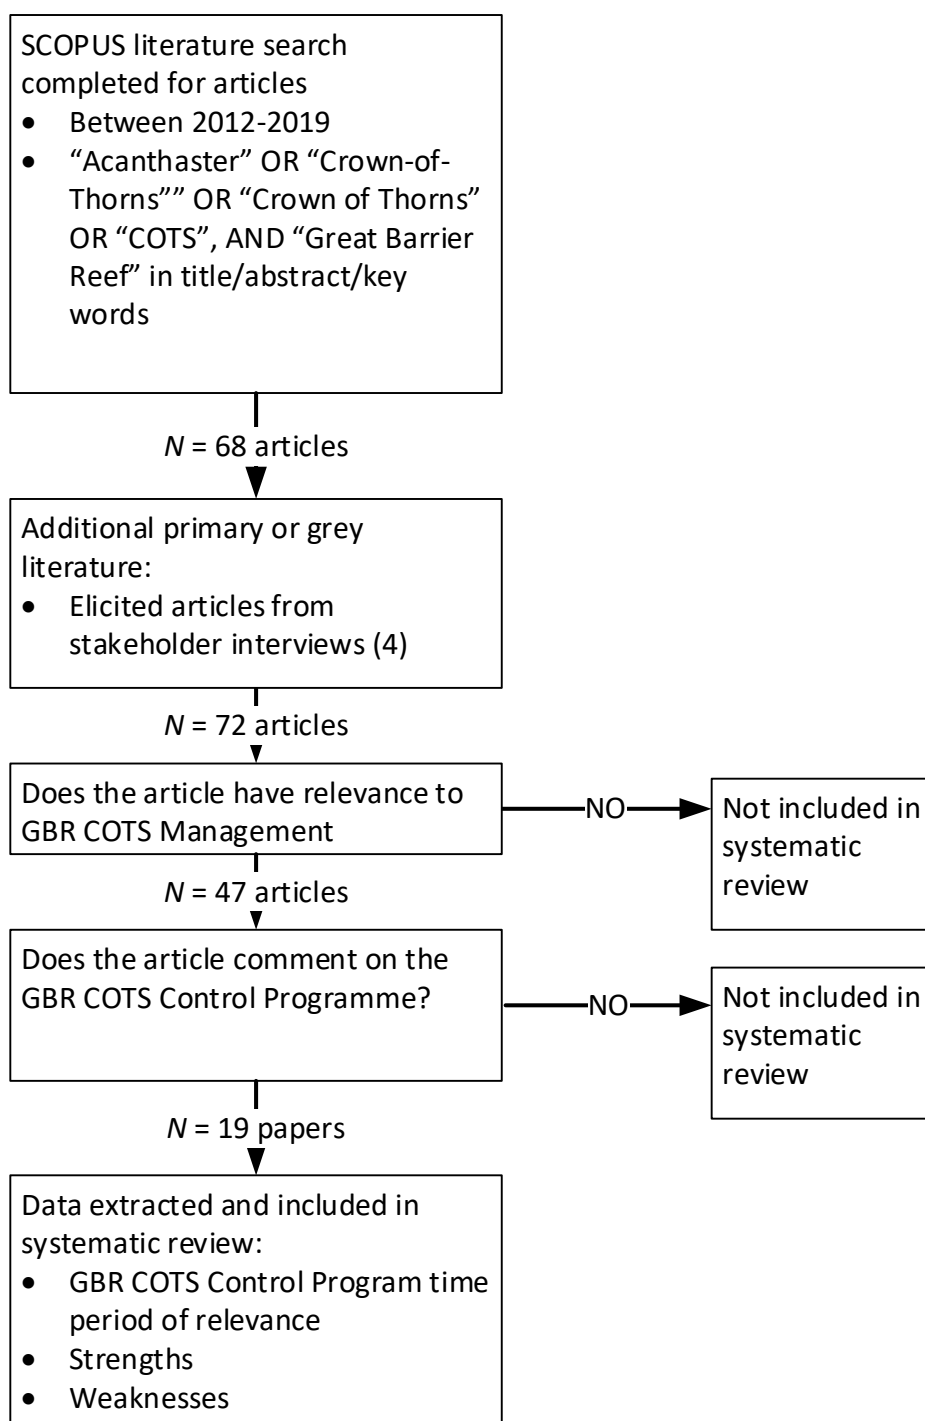 SCOPUS literature search
completed for articles
• Between 2012-2019
• “Acanthaster” OR “Crown-of-
Thorns”” OR “Crown of Thorns”
OR “COTS”, AND “Great Barrier
Reef” in title/abstract/key
words
N = 68 articles
Additional primary or grey
literature:
• Elicited articles from
stakeholder interviews (4)
N = 72 articles
Does the article have relevance to
GBR COTS Management
NO
Not included in
systematic
review
N = 47 articles
Does the article comment on the
GBR COTS Control Programme?
NO
Not included in
systematic
review
N = 19 papers
Data extracted and included in
systematic review:
• GBR COTS Control Program time
period of relevance
• Strengths
• Weaknesses